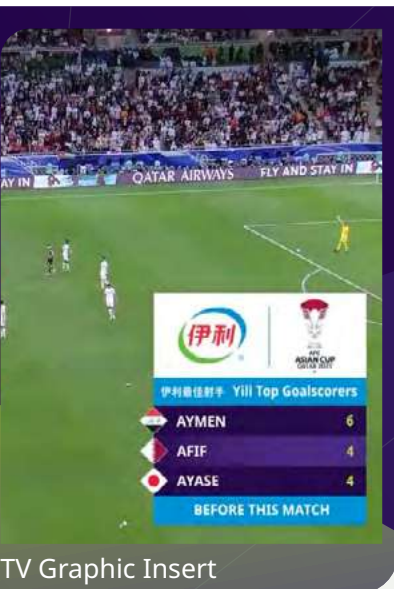 AY IN QATAR AIRWAYS FLY AND STAY IN
伊利
AFC
ASIAN CUP
QATAR 2023
伊利最佳射手 Yili Top Goalscorers
AYMEN 6
AFIF 4
AYASE 4
BEFORE THIS MATCH
TV Graphic Insert